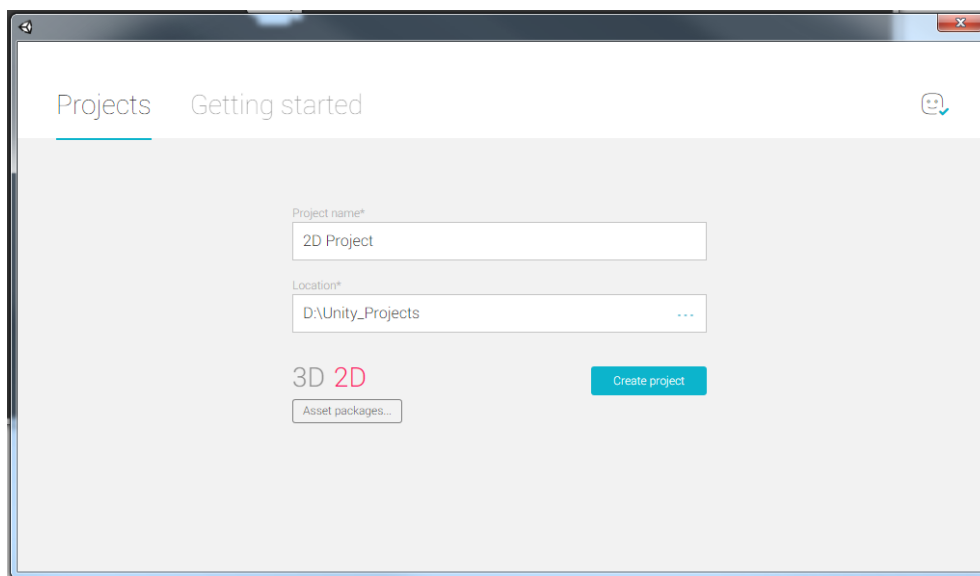 Projects Getting started
Project name*
2D Project
Location*
D:\Unity_Projects ...
3D 2D
Create project
Asset packages...